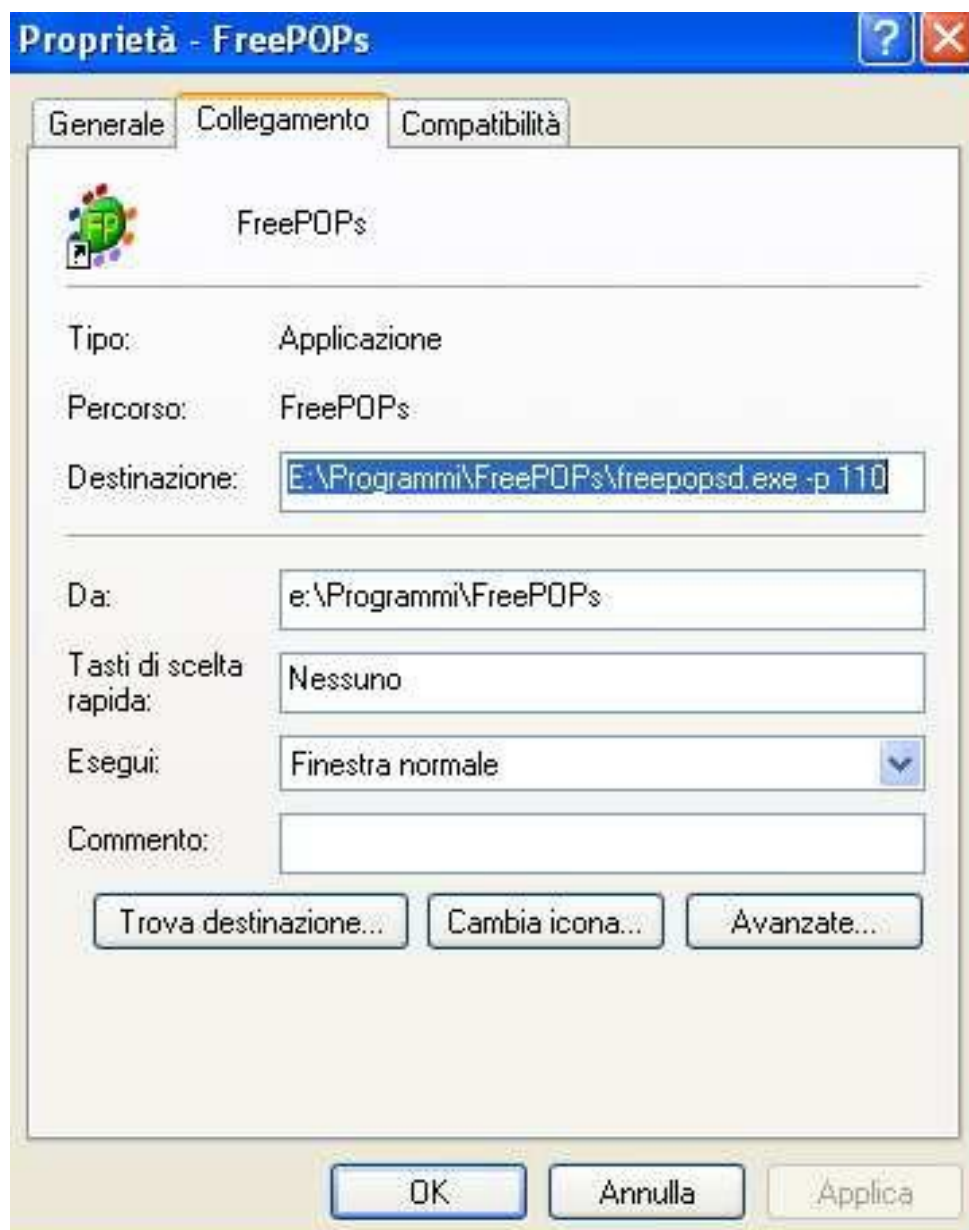 Proprietà - FreePOPs
Generale Collegamento Compatibilità
FP
FreePOPs
Tipo: Applicazione
Percorso: FreePOPs
Destinazione: E:\Programmi\FreePOPs\freepopsd.exe -p 110
Da: e:\Programmi\FreePOPs
Tasti di scelta
rapida: Nessuno
Esegui: Finestra normale
Commento:
Trova destinazione... Cambia icona... Avanzate...
OK Annulla Applica